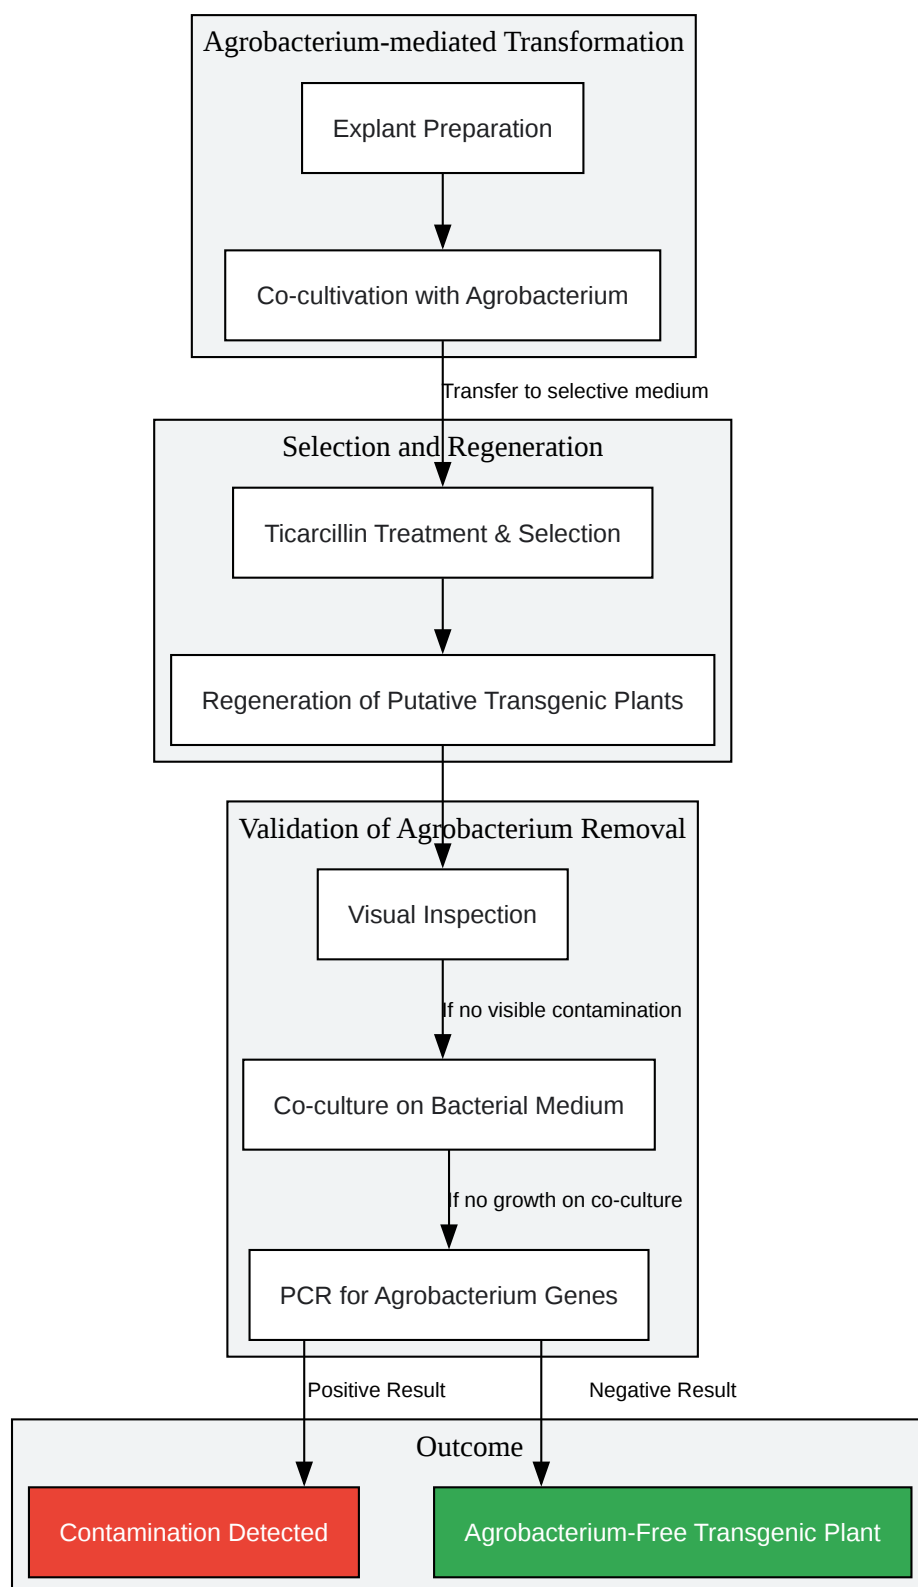 Agrobacterium-mediated Transformation
Explant Preparation
Co-cultivation with Agrobacterium
Transfer to selective medium
Selection and Regeneration
Ticarcillin Treatment & Selection
Regeneration of Putative Transgenic Plants
Validation of Agrobacterium Removal
Visual Inspection
If no visible contamination
Co-culture on Bacterial Medium
If no growth on co-culture
PCR for Agrobacterium Genes
Positive Result
Negative Result
Outcome
Contamination Detected
Agrobacterium-Free Transgenic Plant